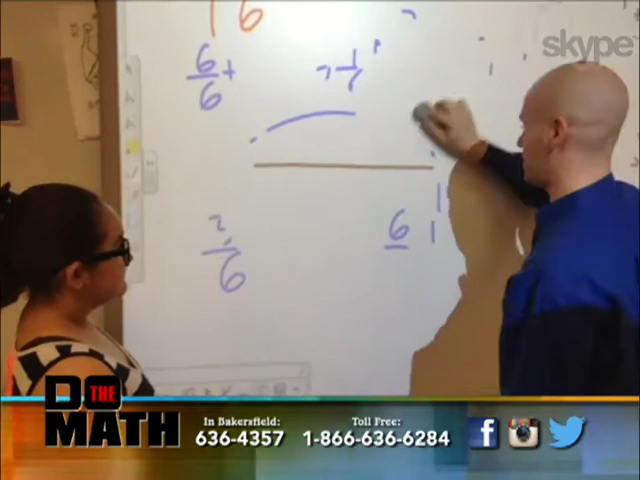 16
skype
6/6 +
2/6
6
DO THE MATH
In Bakersfield: 636-4357
Toll Free: 1-866-636-6284